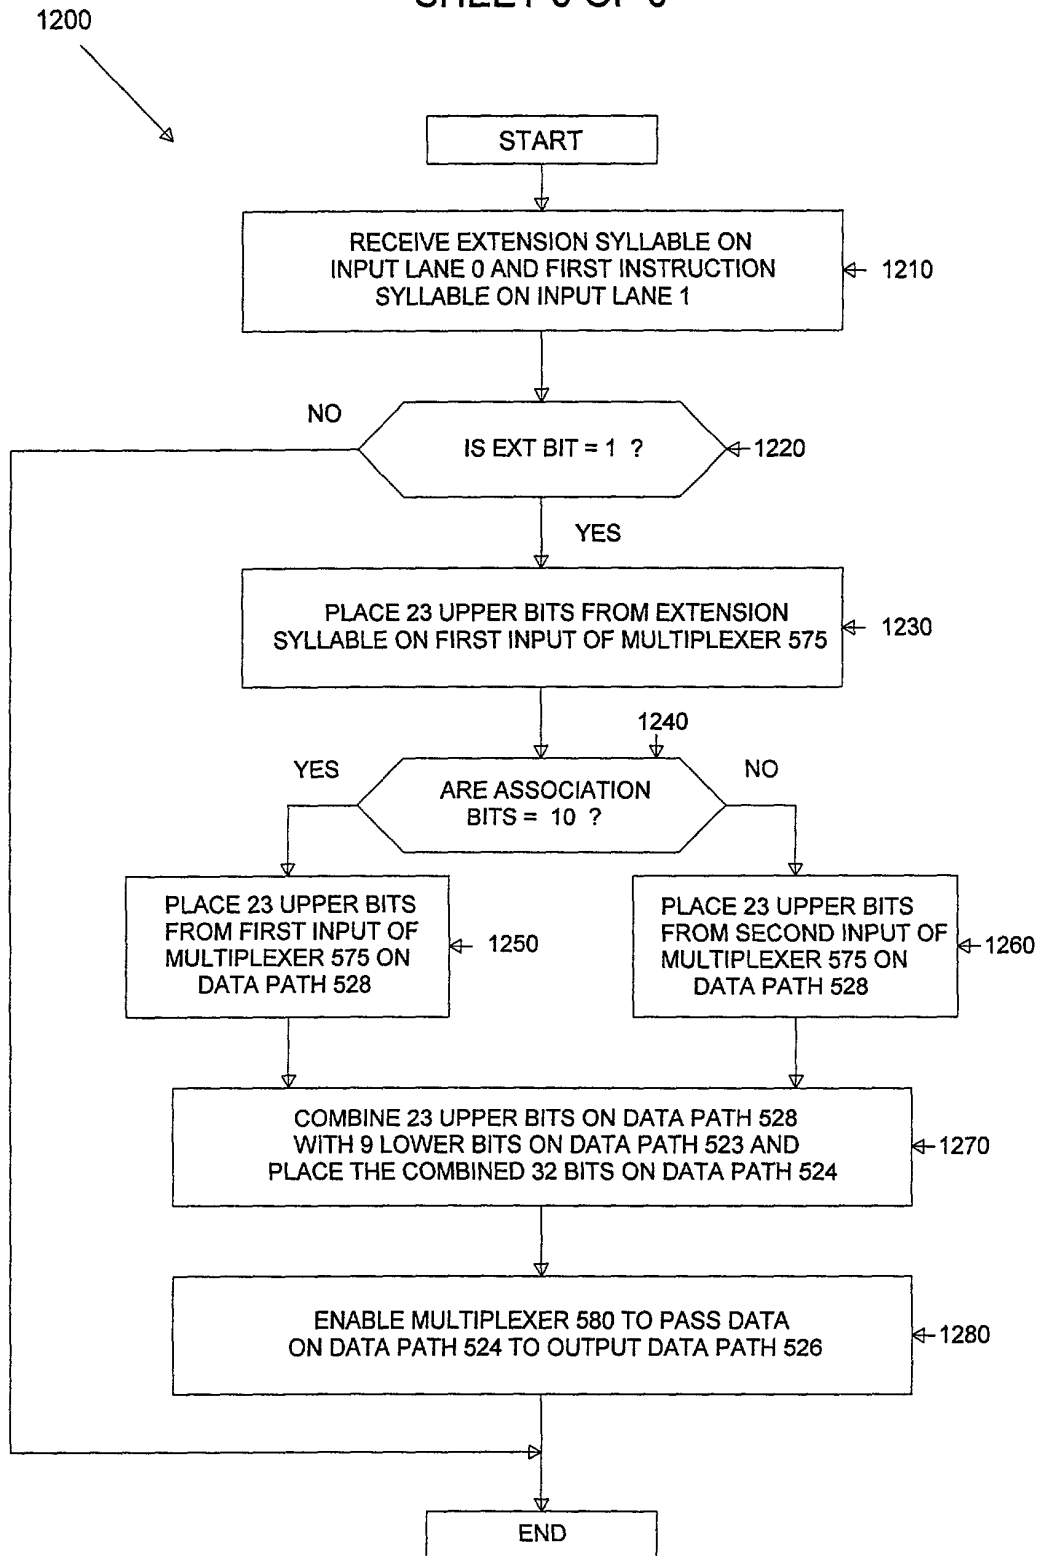 1200
START
RECEIVE EXTENSION SYLLABLE ON
INPUT LANE 0 AND FIRST INSTRUCTION
SYLLABLE ON INPUT LANE 1
1210
NO
IS EXT BIT = 1 ?
1220
YES
PLACE 23 UPPER BITS FROM EXTENSION
SYLLABLE ON FIRST INPUT OF MULTIPLEXER 575
1230
1240
YES
ARE ASSOCIATION
BITS = 10 ?
NO
PLACE 23 UPPER BITS
FROM FIRST INPUT OF
MULTIPLEXER 575 ON
DATA PATH 528
1250
PLACE 23 UPPER BITS
FROM SECOND INPUT OF
MULTIPLEXER 575 ON
DATA PATH 528
1260
COMBINE 23 UPPER BITS ON DATA PATH 528
WITH 9 LOWER BITS ON DATA PATH 523 AND
PLACE THE COMBINED 32 BITS ON DATA PATH 524
1270
ENABLE MULTIPLEXER 580 TO PASS DATA
ON DATA PATH 524 TO OUTPUT DATA PATH 526
1280
END